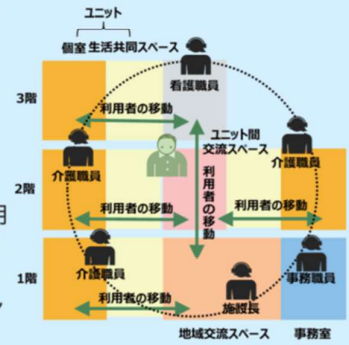 ユニット
個室 生活共同スペース
3階
看護職員
利用者の移動
ユニット間
交流スペース
介護職員
介護職員
2階
利用者の移動
利用者の移動
利用者の移動
用
1階
介護職員
施設長
事務職員
利用者の移動
地域交流スペース
事務室